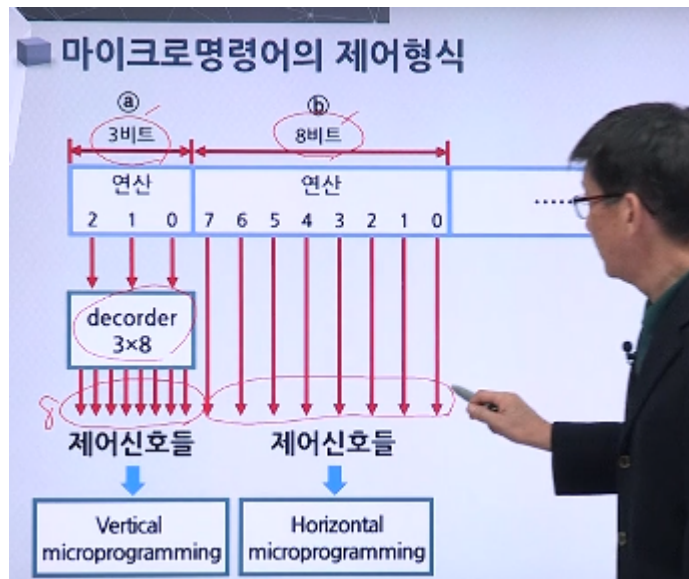 마이크로명령어의 제어형식
ⓐ ⓑ
3비트 8비트
연산 연산
2 1 0 7 6 5 4 3 2 1 0 ······
decorder
3×8
8
제어신호들 제어신호들
Vertical
microprogramming
Horizontal
microprogramming